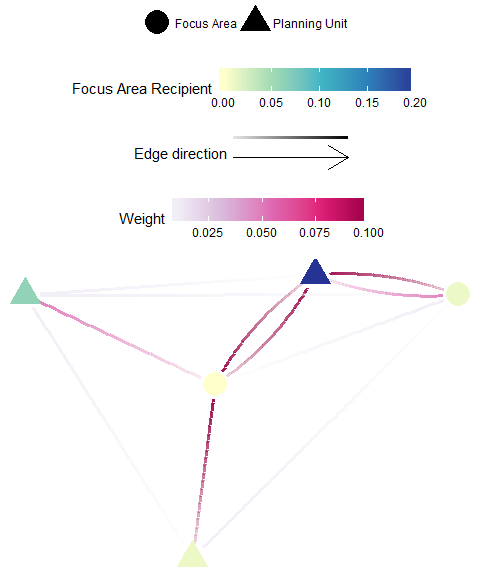 Focus Area Planning Unit
Focus Area Recipient
0.00 0.05 0.10 0.15 0.20
Edge direction
Weight
0.025 0.050 0.075 0.100